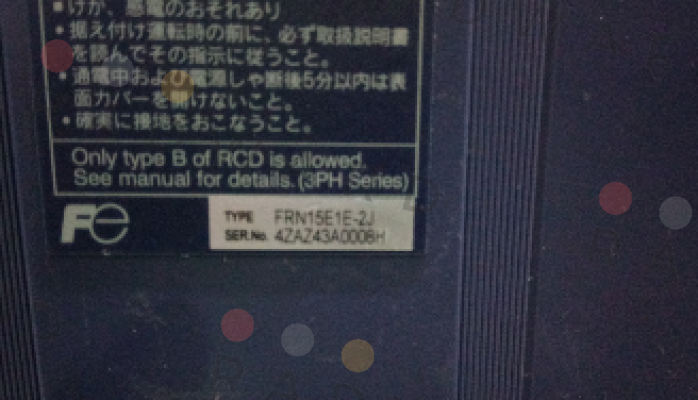 • けが、感電のおそれあり
• 据え付け運転時の前に、必ず取扱説明書
を読んでその指示に従うこと。
• 通電中および電源しゃ断後5分以内は表
面カバーを開けないこと。
• 確実に接地をおこなうこと。
Only type B of RCD is allowed.
See manual for details. (3PH Series)
Fe
TYPE FRN15E1E-2J
SER.No. 4ZAZ43A0008H